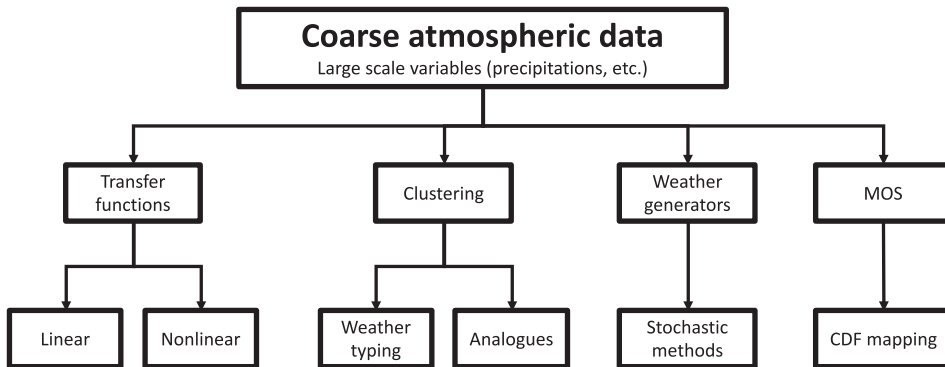 Coarse atmospheric data
Large scale variables (precipitations, etc.)
Transfer
functions
Clustering
Weather
generators
MOS
Linear
Nonlinear
Weather
typing
Analogues
Stochastic
methods
CDF mapping